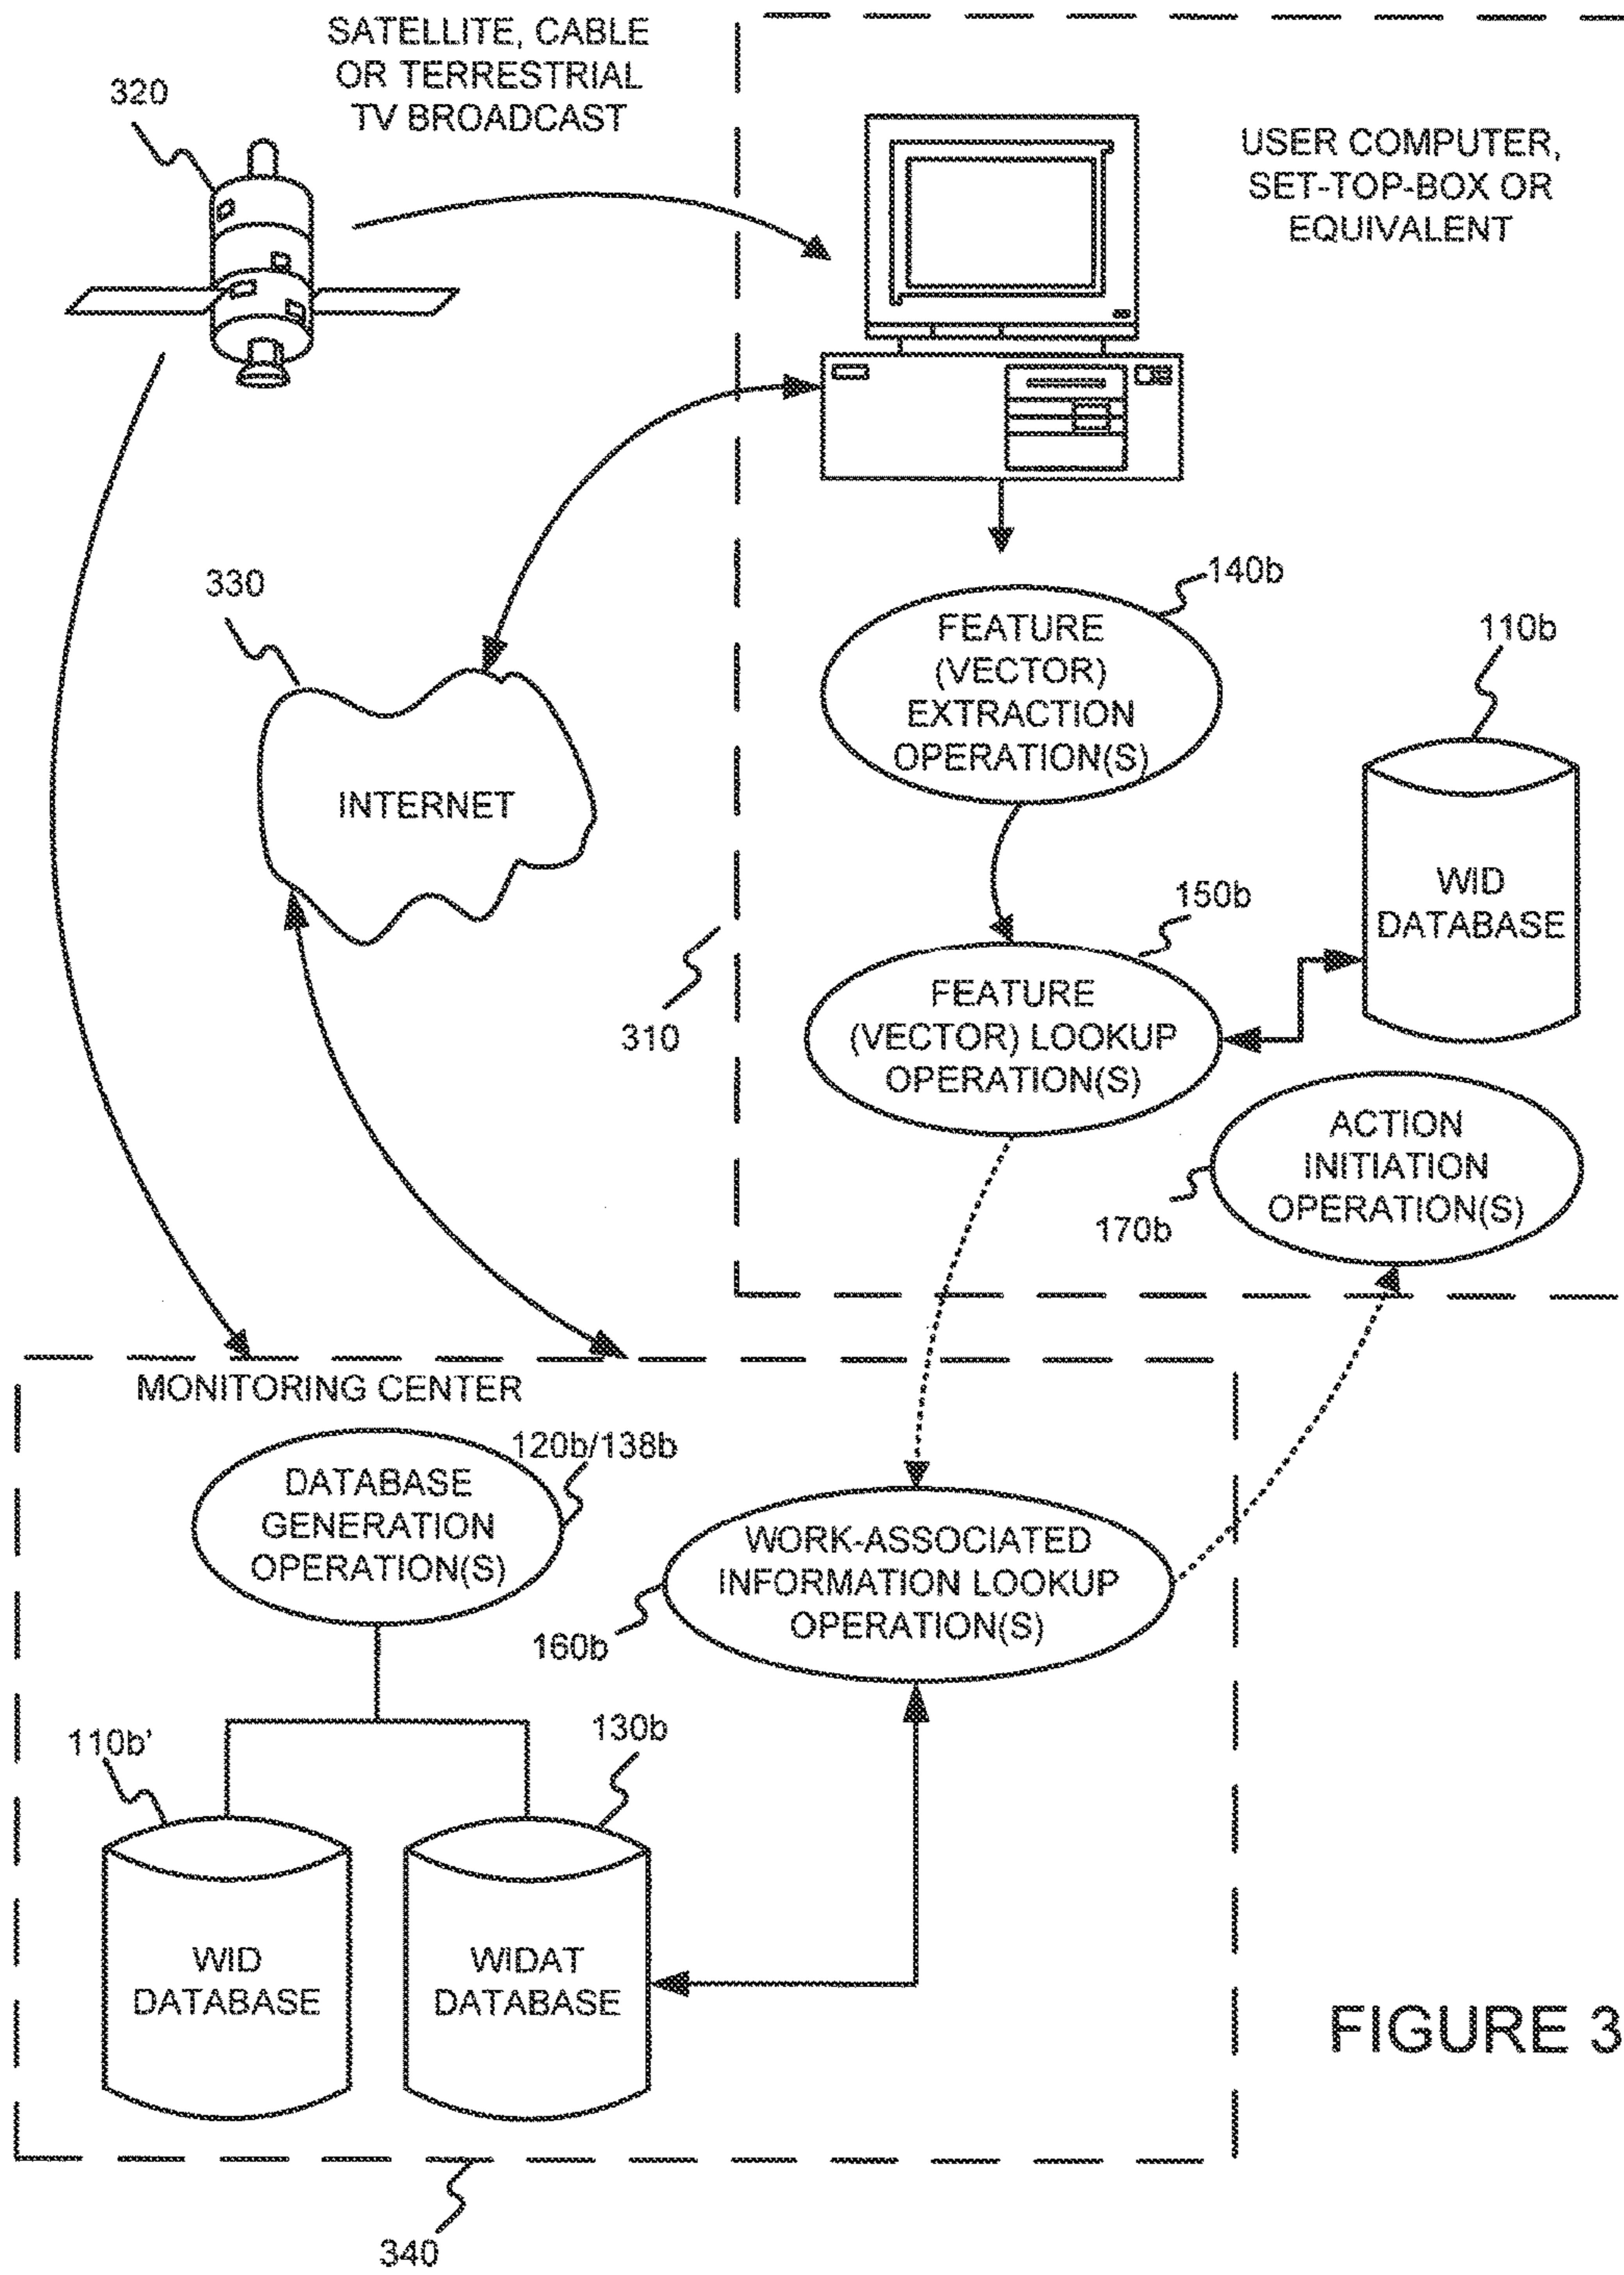 SATELLITE, CABLE
OR TERRESTRIAL
TV BROADCAST
320
USER COMPUTER,
SET-TOP-BOX OR
EQUIVALENT
330
INTERNET
140b
FEATURE
(VECTOR)
EXTRACTION
OPERATION(S)
110b
WID
DATABASE
150b
FEATURE
(VECTOR) LOOKUP
OPERATION(S)
310
ACTION
INITIATION
OPERATION(S)
170b
MONITORING CENTER
120b/138b
DATABASE
GENERATION
OPERATION(S)
WORK-ASSOCIATED
INFORMATION LOOKUP
OPERATION(S)
160b
110b'
130b
WID
DATABASE
WIDAT
DATABASE
FIGURE 3
340